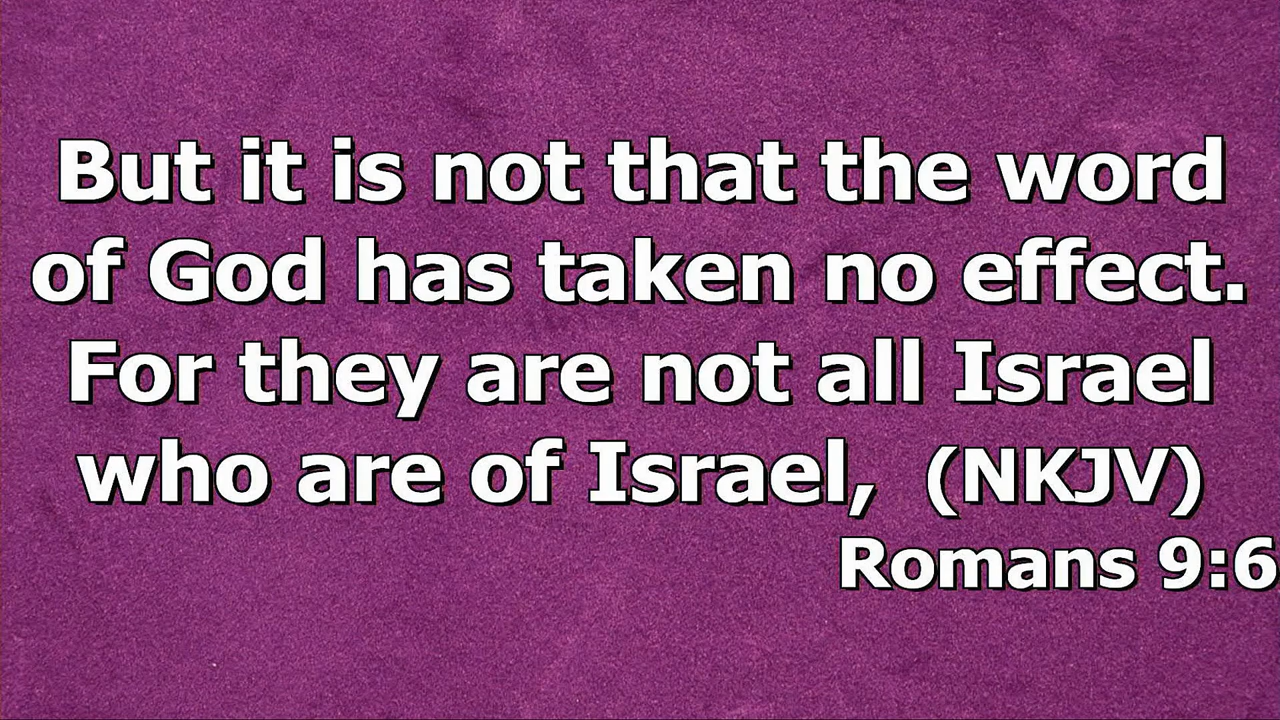 But it is not that the word
of God has taken no effect.
For they are not all Israel
who are of Israel,  (NKJV)
Romans 9:6